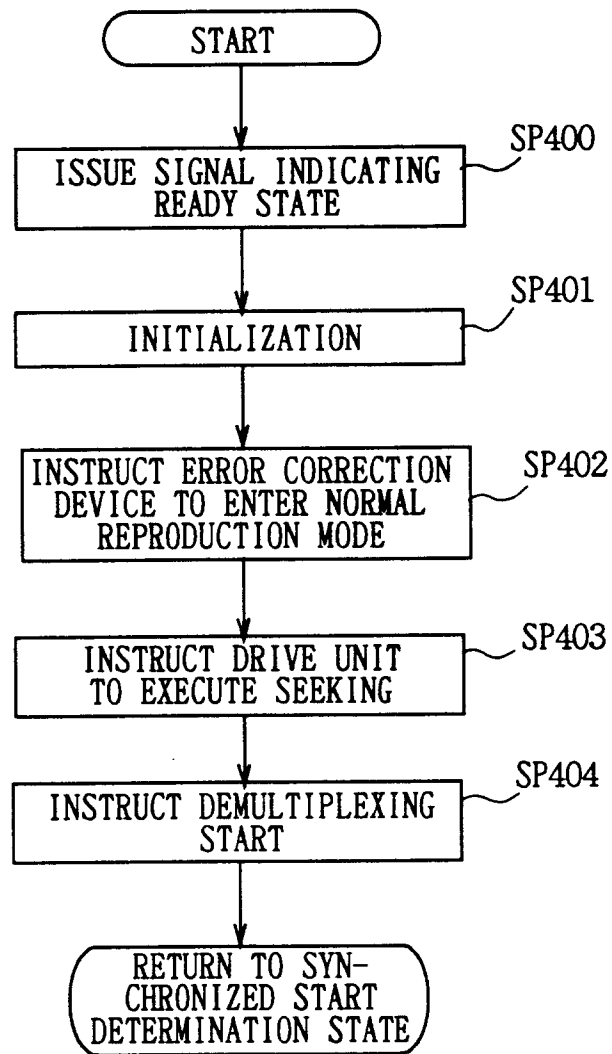 START
SP400
ISSUE SIGNAL INDICATING
READY STATE
SP401
INITIALIZATION
SP402
INSTRUCT ERROR CORRECTION
DEVICE TO ENTER NORMAL
REPRODUCTION MODE
SP403
INSTRUCT DRIVE UNIT
TO EXECUTE SEEKING
SP404
INSTRUCT DEMULTIPLEXING
START
RETURN TO SYN-
CHRONIZED START
DETERMINATION STATE